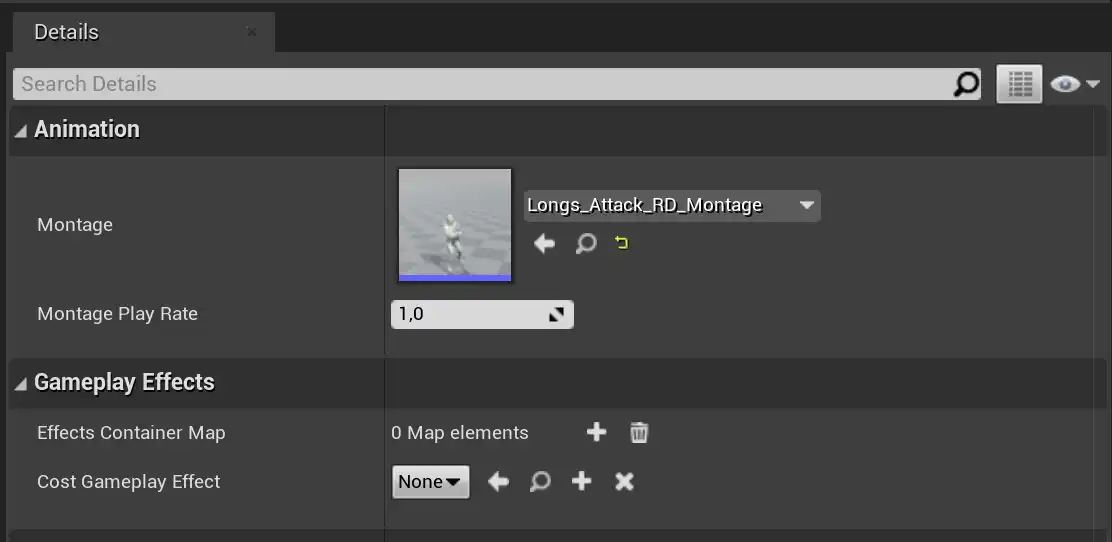 Details
Search Details
Animation
Montage
Longs_Attack_RD_Montage
Montage Play Rate
1,0
Gameplay Effects
Effects Container Map
0 Map elements
Cost Gameplay Effect
None